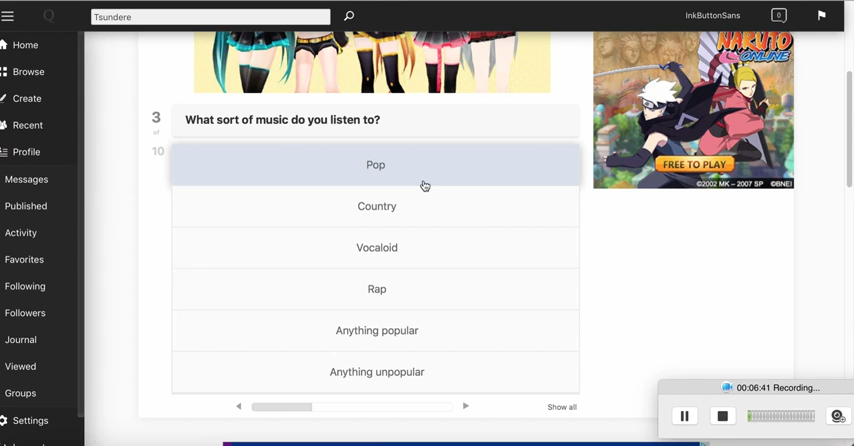 Q
Tsundere
InkButtonSans
0
Home
Browse
Create
Recent
Profile
Messages
Published
Activity
Favorites
Following
Followers
Journal
Viewed
Groups
Settings
3
of
10
What sort of music do you listen to?
Pop
Country
Vocaloid
Rap
Anything popular
Anything unpopular
Show all
NARUTO
ONLINE
FREE TO PLAY
©2002 MK – 2007 SP ©BNEI
00:06:41 Recording...